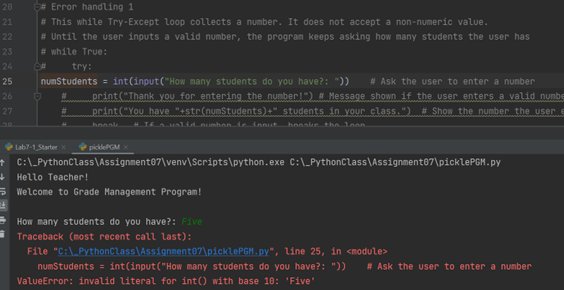 20 # Error handling 1
21 # This while Try-Except loop collects a number. It does not accept a non-numeric value.
22 # Until the user inputs a valid number, the program keeps asking how many students the user has
23 # while True:
24 #     try:
25 numStudents = int(input("How many students do you have?: "))    # Ask the user to enter a number
26 #     print("Thank you for entering the number!") # Message shown if the user enters a valid numbe
27 #     print("You have "+str(numStudents)+" students in your class.")  # Show the number the user e
28 #     break   # If a valid number is input, breaks the loop
Lab7-1_Starter × picklePGM ×
C:\_PythonClass\Assignment07\venv\Scripts\python.exe C:\_PythonClass\Assignment07\picklePGM.py
Hello Teacher!
Welcome to Grade Management Program!
How many students do you have?: Five
Traceback (most recent call last):
  File "C:\_PythonClass\Assignment07\picklePGM.py", line 25, in <module>
    numStudents = int(input("How many students do you have?: "))    # Ask the user to enter a number
ValueError: invalid literal for int() with base 10: 'Five'